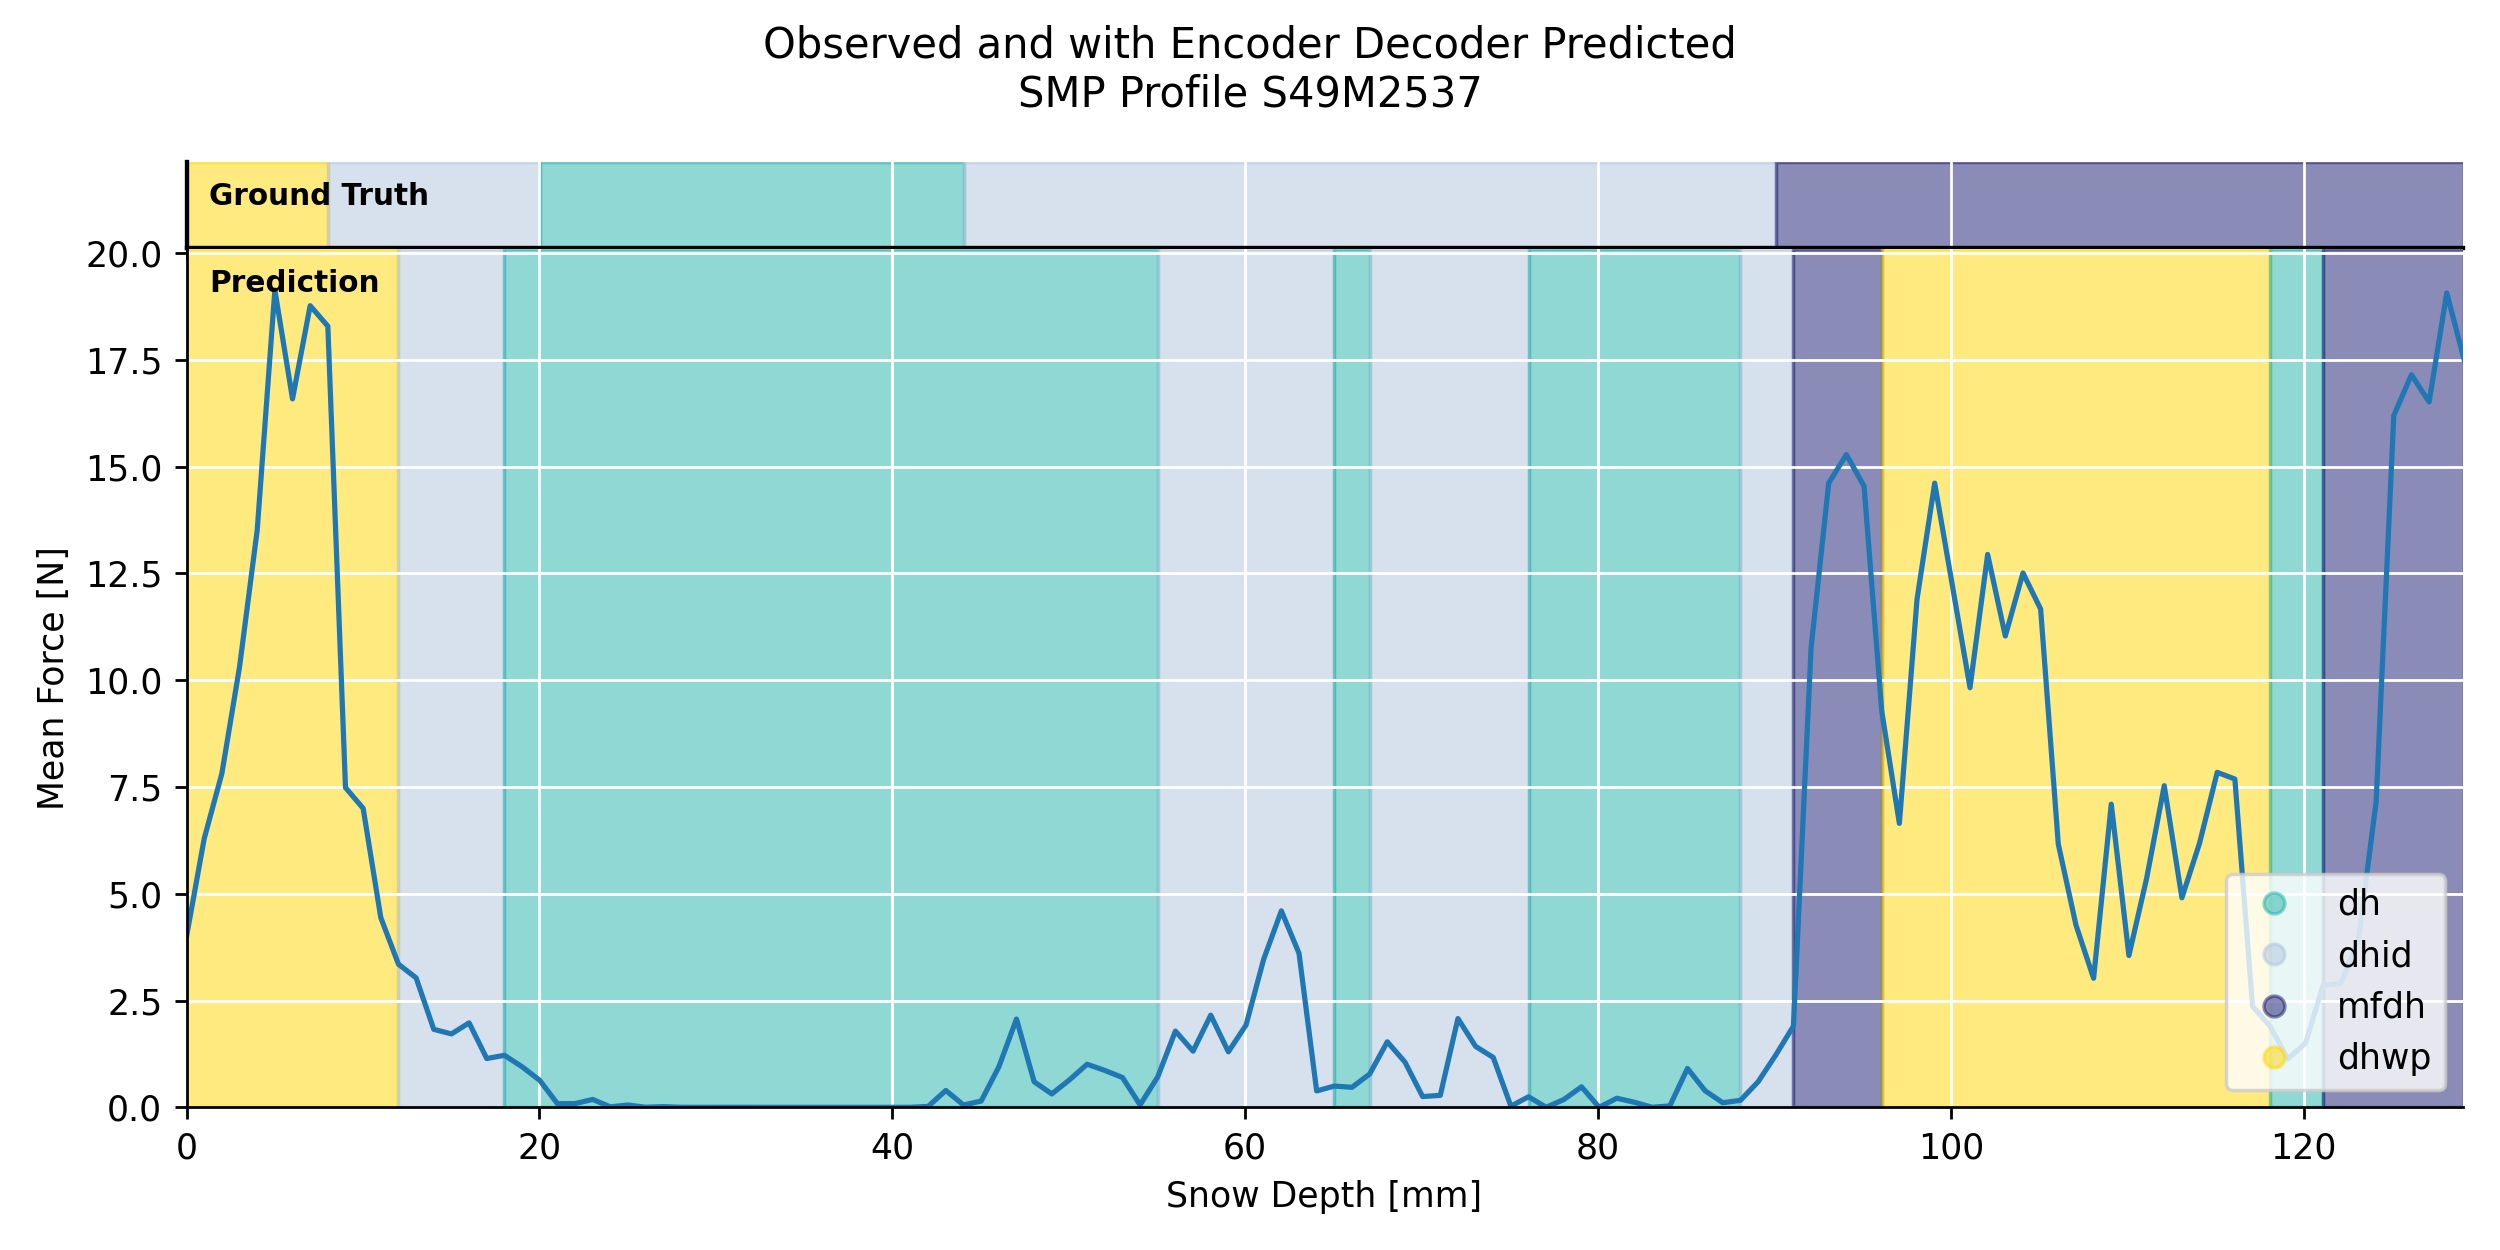 Observed and with Encoder Decoder Predicted
SMP Profile S49M2537
Ground Truth
Prediction
20.0
17.5
15.0
12.5
10.0
7.5
5.0
2.5
0.0
Mean Force [N]
0 20 40 60 80 100 120
Snow Depth [mm]
dh
dhid
mfdh
dhwp